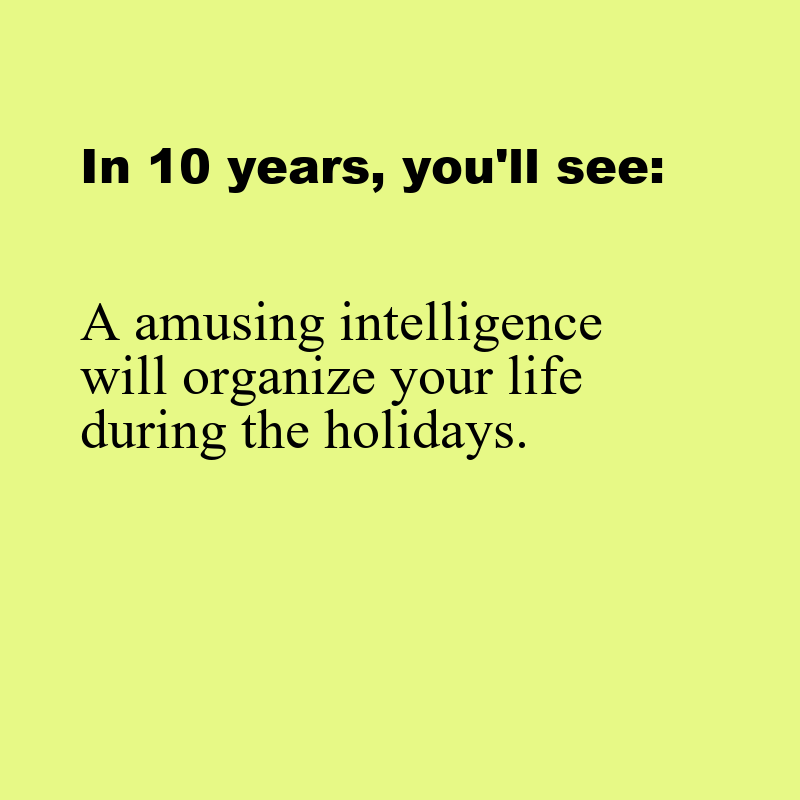 In 10 years, you'll see:
A amusing intelligence
will organize your life
during the holidays.